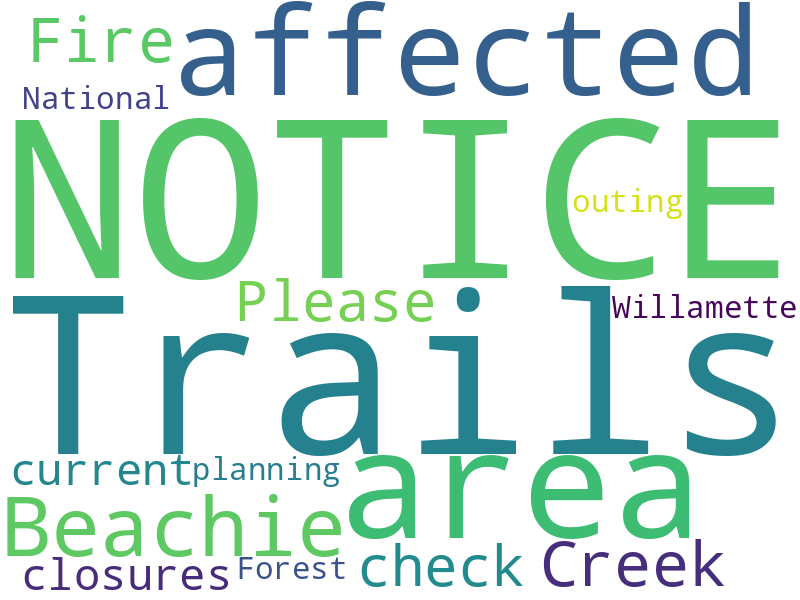 Fire affected
National
NOTICE
outing
Please Willamette
Trails
current planning area
Beachie
closures Forest check Creek